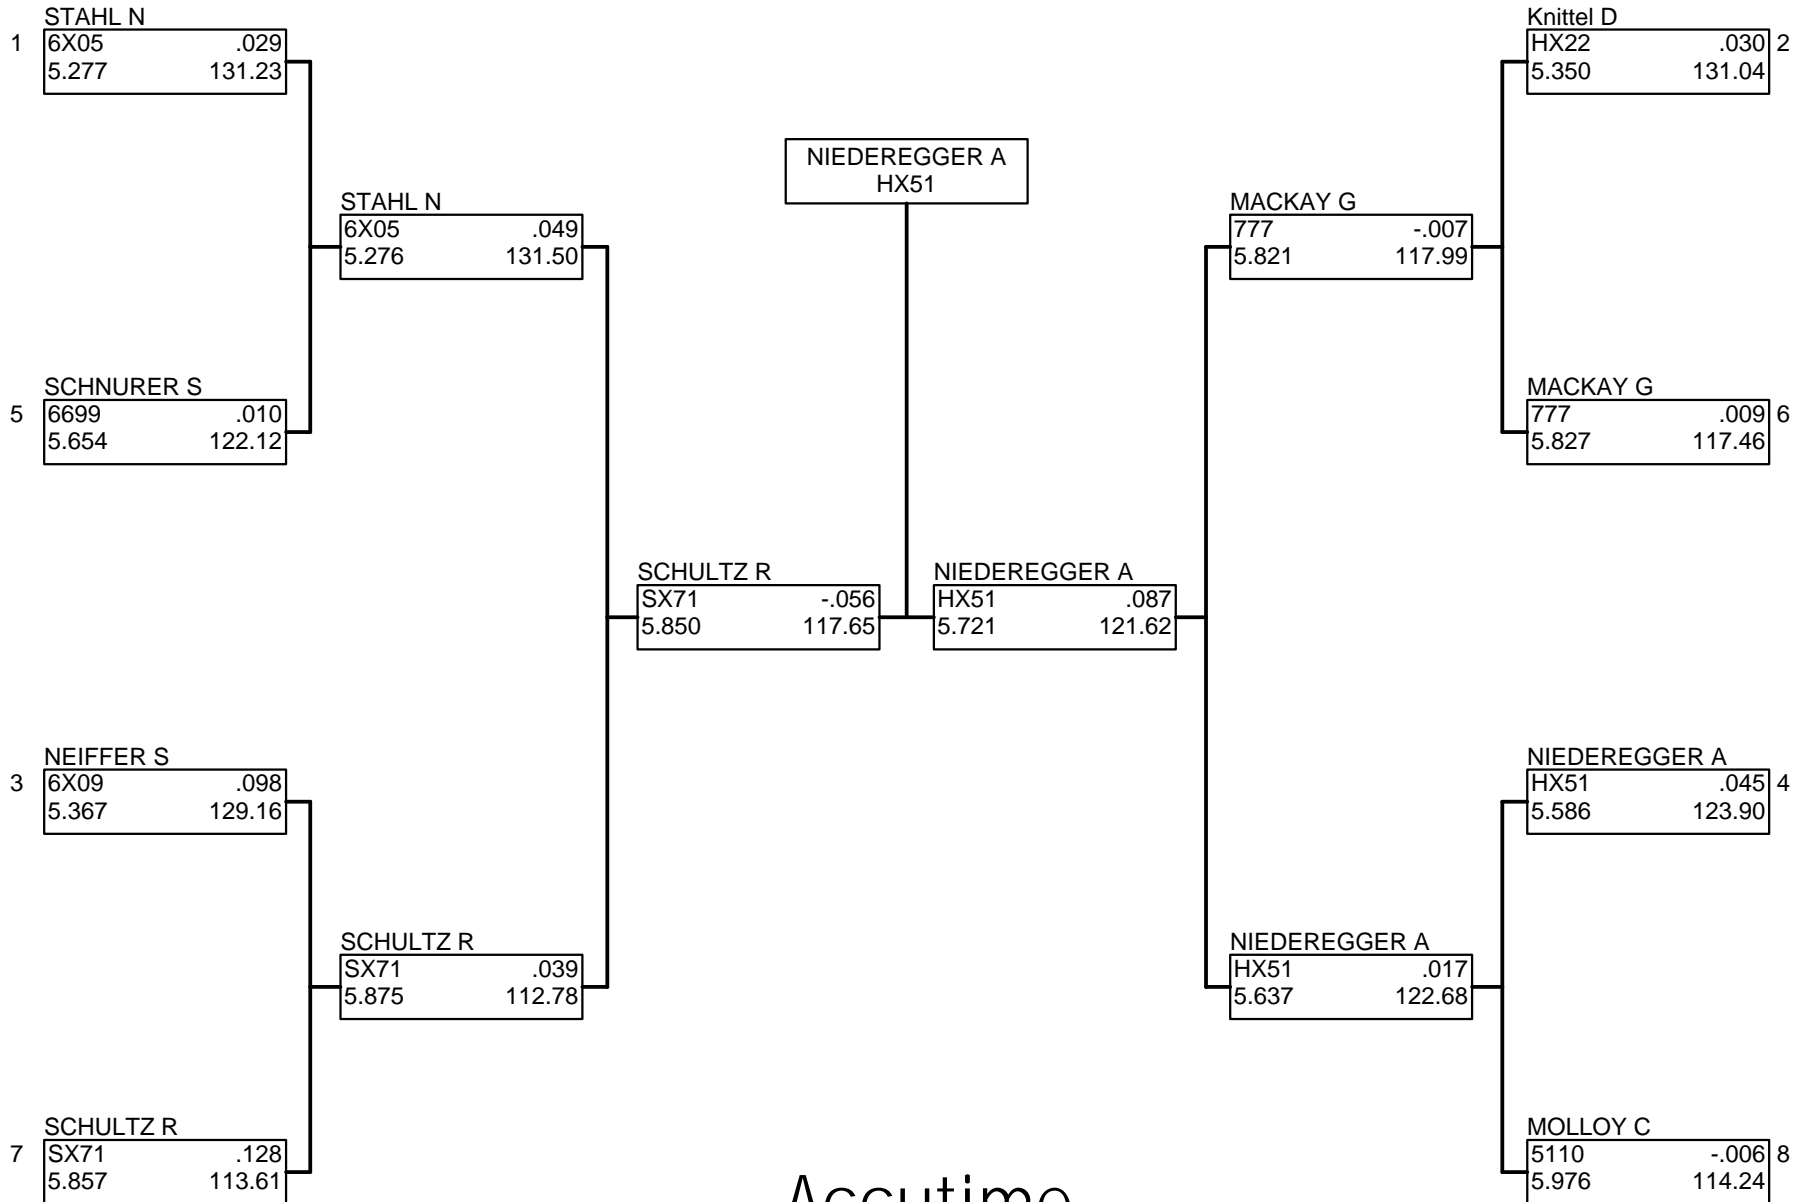 STAHL N
1 6X05 .029
5.277 131.23
SCHNURER S
5 6699 .010
5.654 122.12
NEIFFER S
3 6X09 .098
5.367 129.16
SCHULTZ R
7 SX71 .128
5.857 113.61
STAHL N
6X05 .049
5.276 131.50
SCHULTZ R
SX71 .039
5.875 112.78
SCHULTZ R
SX71 -.056
5.850 117.65
NIEDEREGGER A
HX51
NIEDEREGGER A
HX51 .087
5.721 121.62
MACKAY G
777 -.007
5.821 117.99
NIEDEREGGER A
HX51 .017
5.637 122.68
Knittel D
HX22 .030 2
5.350 131.04
MACKAY G
777 .009 6
5.827 117.46
NIEDEREGGER A
HX51 .045 4
5.586 123.90
MOLLOY C
5110 -.006 8
5.976 114.24
Accutime